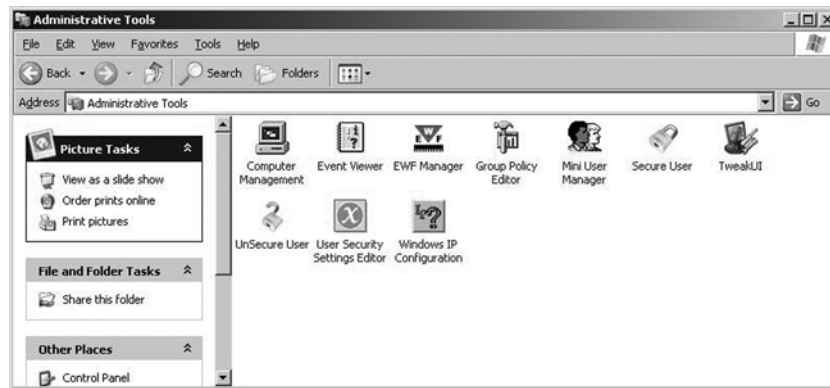 Administrative Tools
File Edit View Favorites Tools Help
Back Search Folders
Address Administrative Tools Go
Picture Tasks
View as a slide show
Order prints online
Print pictures
File and Folder Tasks
Share this folder
Other Places
Control Panel
Computer Management
Event Viewer
EWF
EWF Manager
Group Policy Editor
Mini User Manager
Secure User
TweakUI
UnSecure User
X
User Security Settings Editor
IP?
Windows IP Configuration